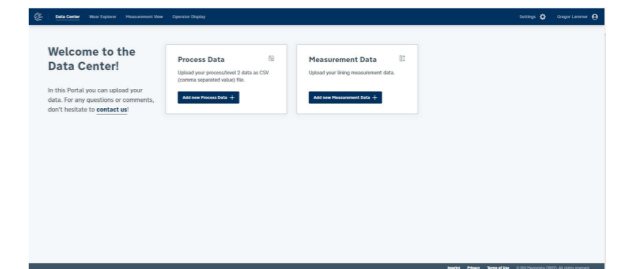 Data Center Wear Explorer Measurement View Operator Display Settings Gregor Lammer
Welcome to the
Data Center!
In this Portal you can upload your
data. For any questions or comments,
don't hesitate to contact us!
Process Data
Upload your process/level 2 data as CSV
(comma separated value) file.
Add new Process Data +
Measurement Data
Upload your lining measurement data.
Add new Measurement Data +
Imprint Privacy Terms of Use